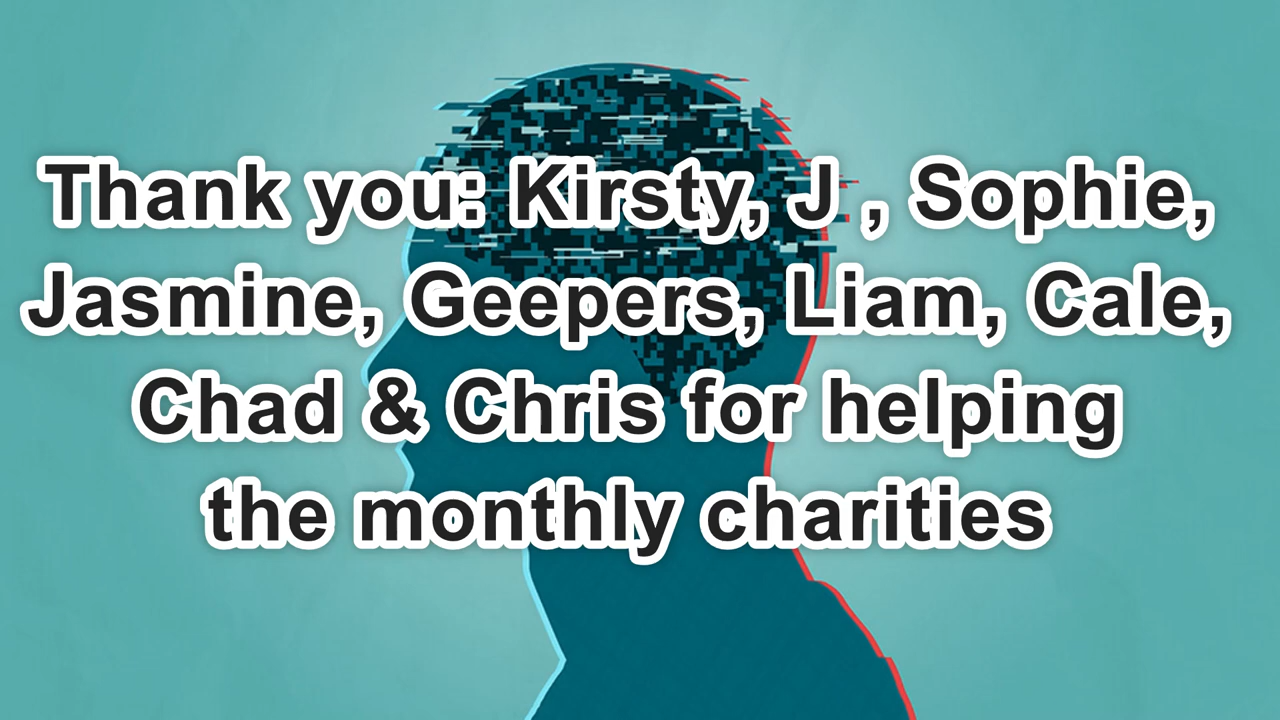 Thank you: Kirsty, J , Sophie,
Jasmine, Geepers, Liam, Cale,
Chad & Chris for helping
the monthly charities